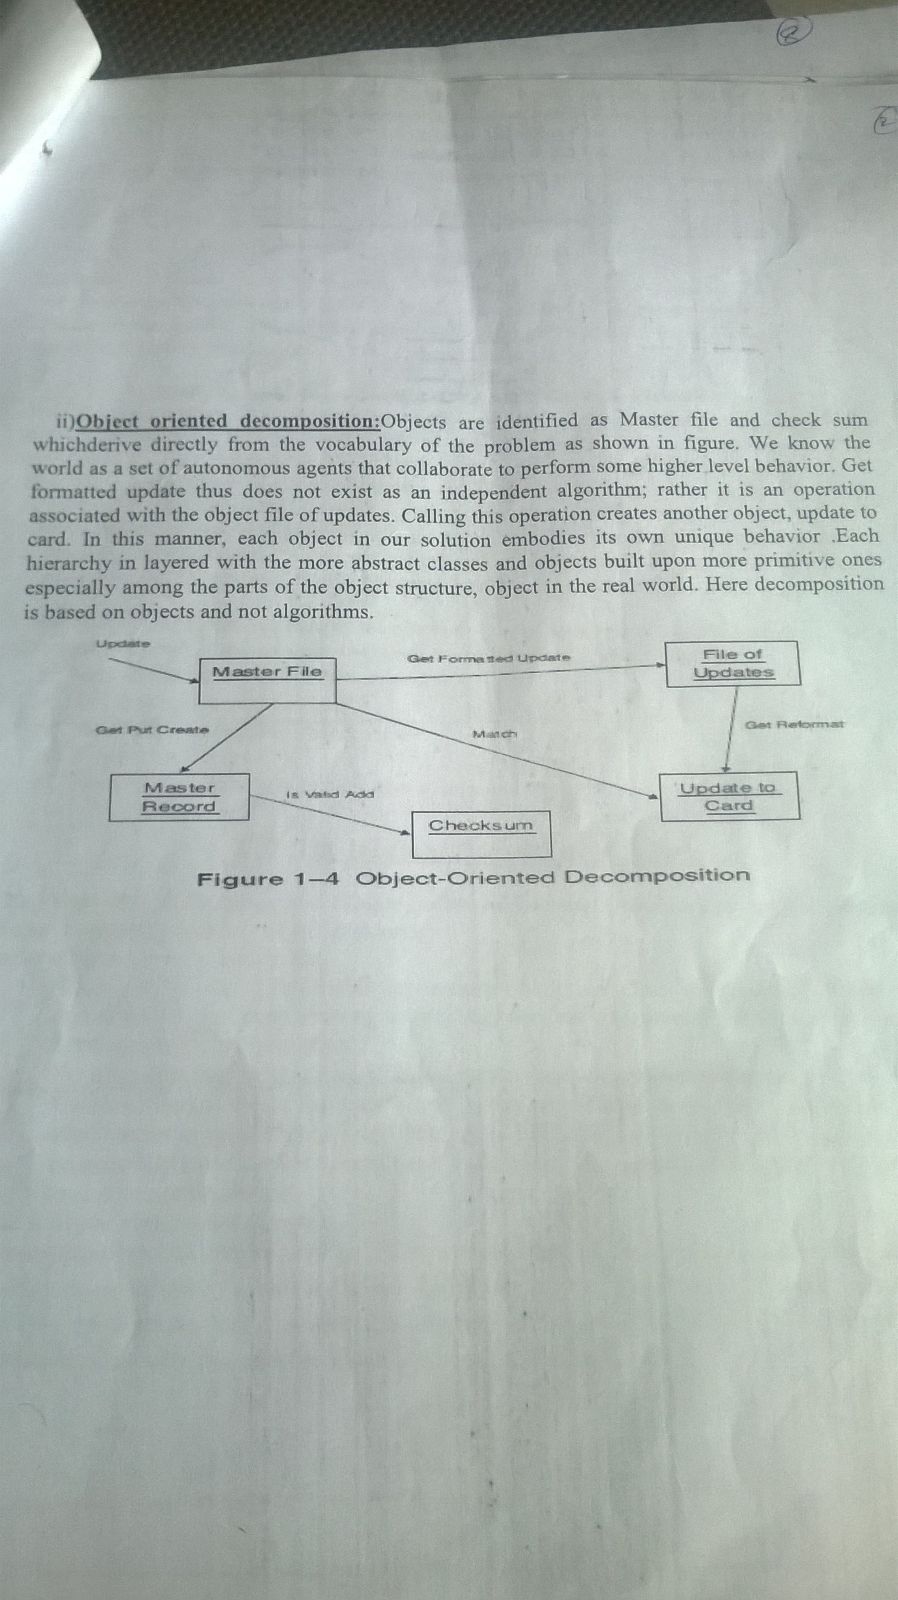 2
2
ii)Object oriented decomposition:Objects are identified as Master file and check sum
whichderive directly from the vocabulary of the problem as shown in figure. We know the
world as a set of autonomous agents that collaborate to perform some higher level behavior. Get
formatted update thus does not exist as an independent algorithm; rather it is an operation
associated with the object file of updates. Calling this operation creates another object, update to
card. In this manner, each object in our solution embodies its own unique behavior .Each
hierarchy in layered with the more abstract classes and objects built upon more primitive ones
especially among the parts of the object structure, object in the real world. Here decomposition
is based on objects and not algorithms.
Update
Master File
Get Formatted Update
File of
Updates
Get Put Create
Match
Get Reformat
Master
Record
Is Valid Add
Checksum
Update to
Card
Figure 1–4 Object-Oriented Decomposition